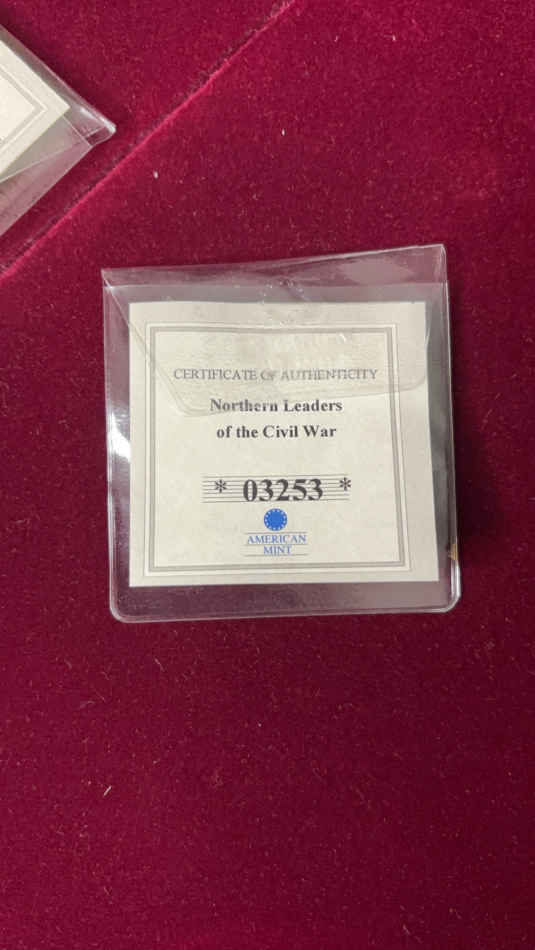 CERTIFICATE OF AUTHENTICITY
Northern Leaders
of the Civil War
* 03253 *
AMERICAN
MINT